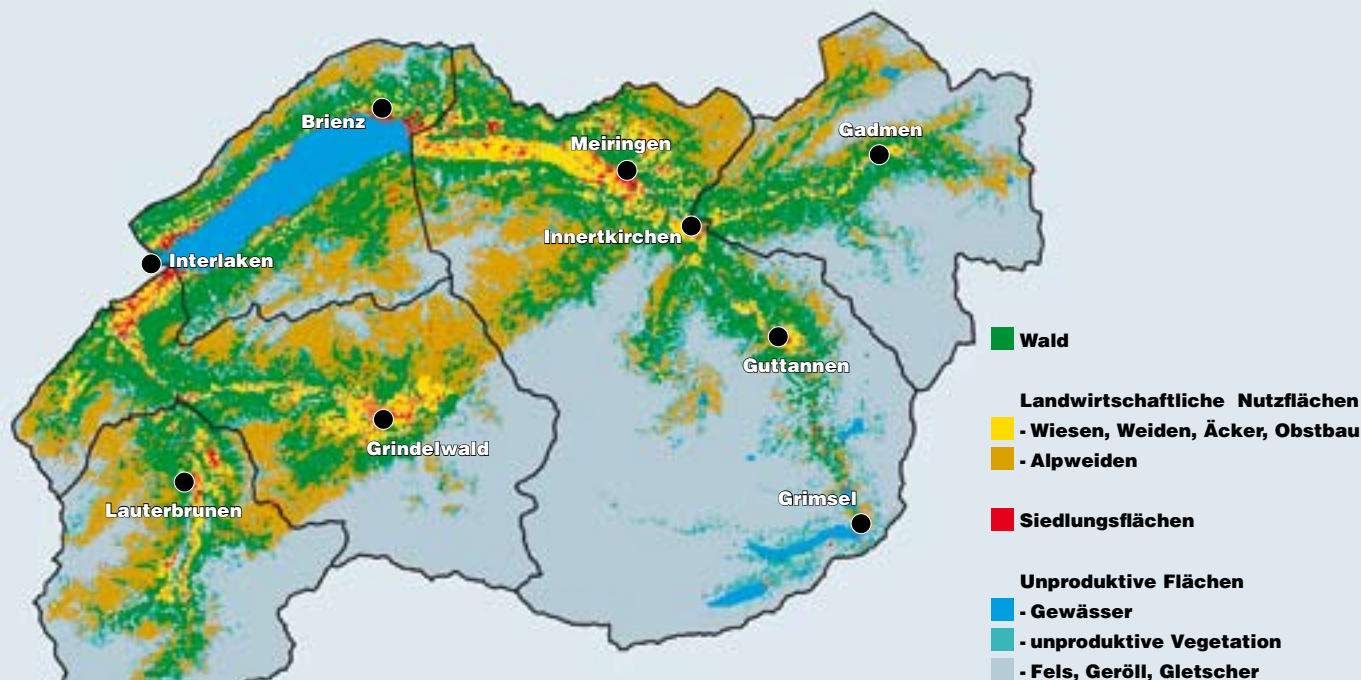 Brienz
Meiringen
Gadmen
Innertkirchen
Interlaken
Guttannen
Grindelwald
Lauterbrunen
Grimsel
Wald
Landwirtschaftliche Nutzflächen
- Wiesen, Weiden, Äcker, Obstbau
- Alpweiden
Siedlungsflächen
Unproduktive Flächen
- Gewässer
- unproduktive Vegetation
- Fels, Geröll, Gletscher